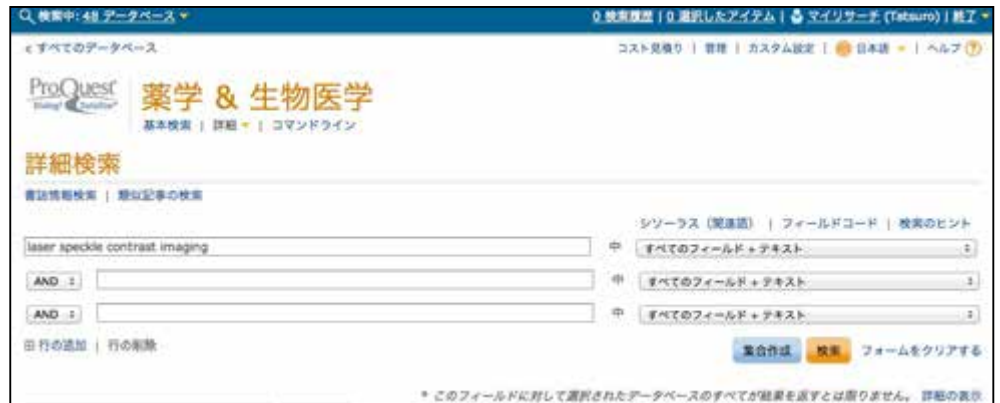 検索中: 48 データベース
0 検索履歴 | 0 選択したアイテム | マイリサーチ (Tatsuro) | 終了
< すべてのデータベース
コスト見積り | 管理 | カスタム設定 | 日本語 | ヘルプ ?
ProQuest
薬学 & 生物医学
基本検索 | 詳細 | コマンドライン
詳細検索
書誌情報検索 | 類似記事の検索
シソーラス（関連語） | フィールドコード | 検索のヒント
laser speckle contrast imaging 中 すべてのフィールド + テキスト
AND 中 すべてのフィールド + テキスト
AND 中 すべてのフィールド + テキスト
行の追加 | 行の削除
集合作成 検索 フォームをクリアする
* このフィールドに対して選択されたデータベースのすべてが結果を返すとは限りません。 詳細の表示